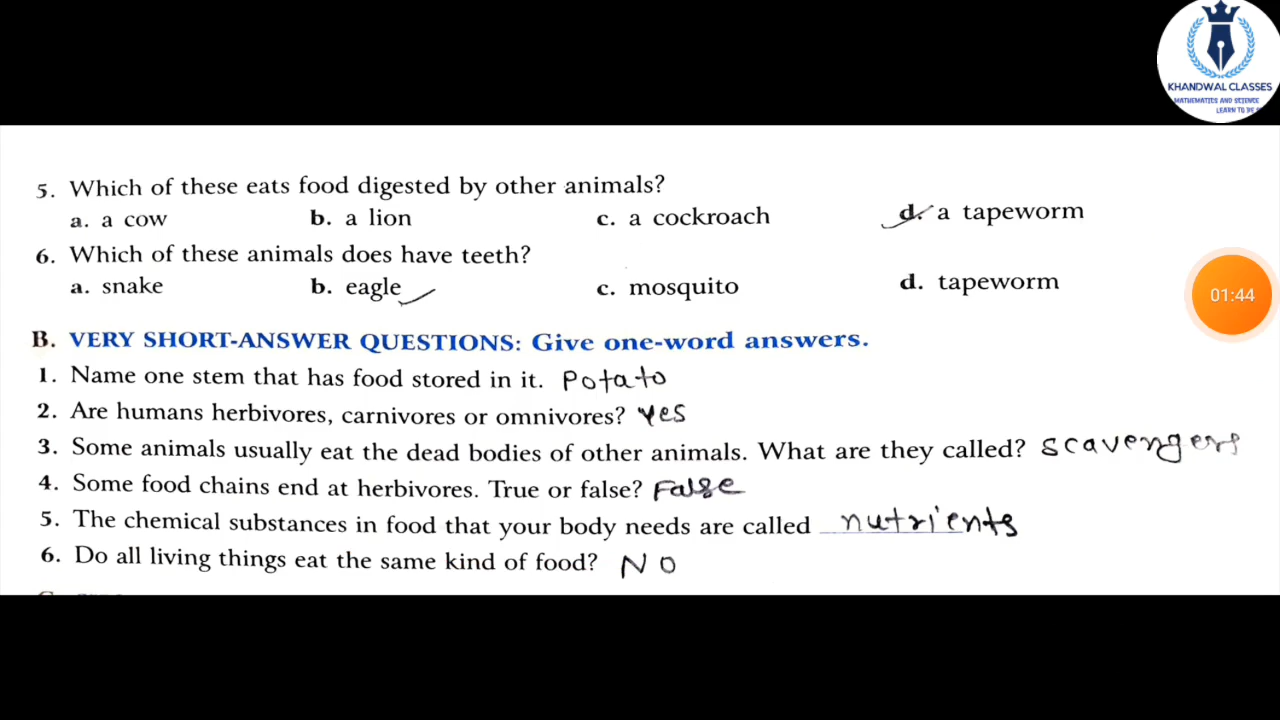 KHANDWAL CLASSES
MATHEMATICS AND SCIENCE
LEARN TO BE
5. Which of these eats food digested by other animals?
a. a cow b. a lion c. a cockroach d. a tapeworm
6. Which of these animals does have teeth?
a. snake b. eagle c. mosquito d. tapeworm
01:44
B. VERY SHORT-ANSWER QUESTIONS: Give one-word answers.
1. Name one stem that has food stored in it. Potato
2. Are humans herbivores, carnivores or omnivores? Yes
3. Some animals usually eat the dead bodies of other animals. What are they called? scavengers
4. Some food chains end at herbivores. True or false? False
5. The chemical substances in food that your body needs are called nutrients
6. Do all living things eat the same kind of food? NO